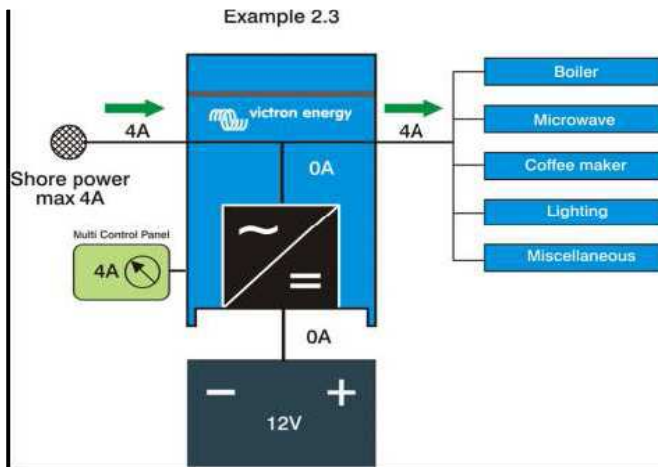 Example 2.3
victron energy
4A
4A
Boiler
Microwave
Coffee maker
Lighting
Miscellaneous
0A
Shore power
max 4A
Multi Control Panel
4A
~
=
0A
− +
12V